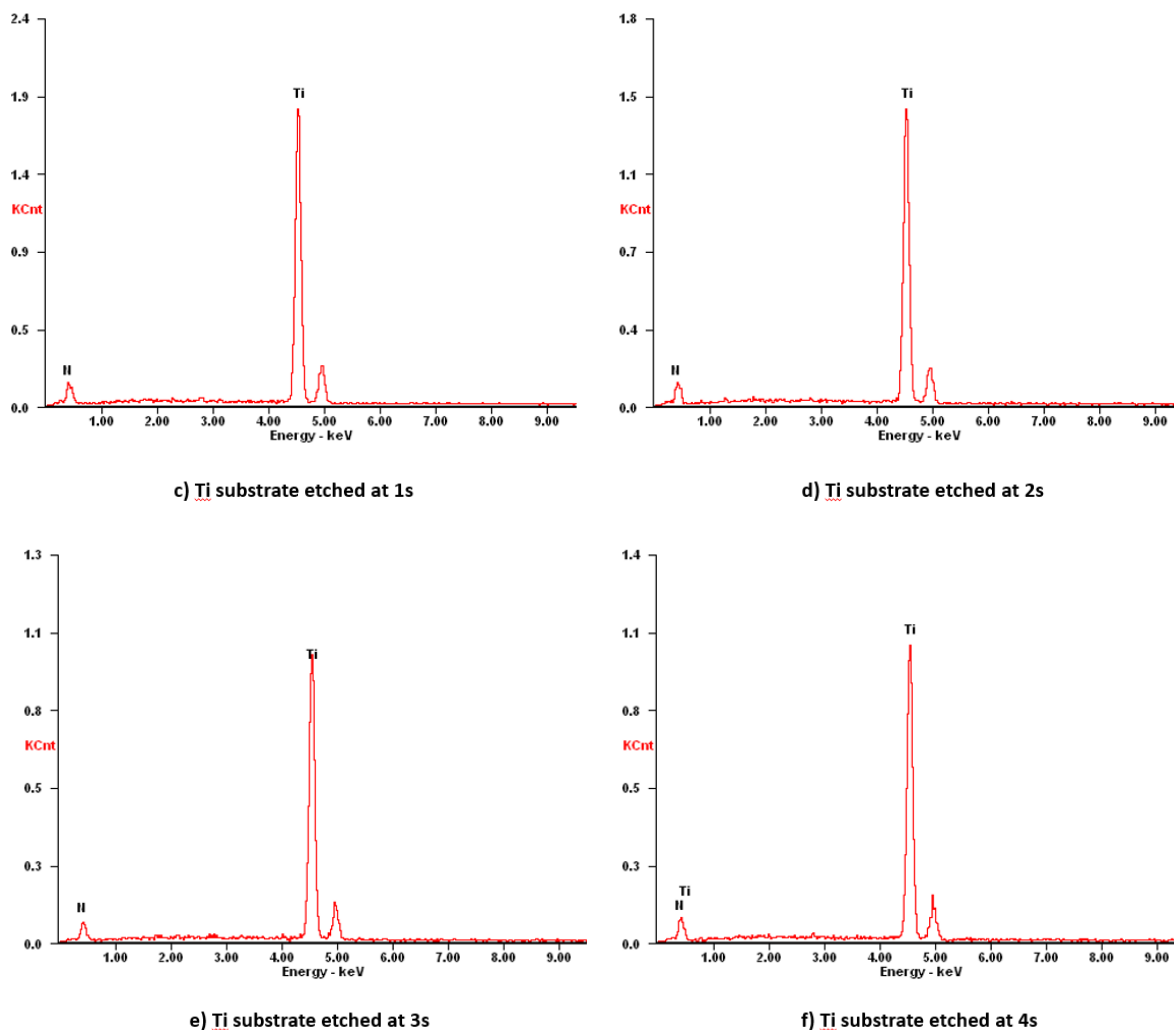 2.4
1.9
1.4
KCnt
0.9
0.5
0.0
Ti
N
1.00 2.00 3.00 4.00 5.00 6.00 7.00 8.00 9.00
Energy - keV
c) Ti substrate etched at 1s
1.8
1.5
1.1
KCnt
0.7
0.4
0.0
Ti
N
1.00 2.00 3.00 4.00 5.00 6.00 7.00 8.00 9.00
Energy - keV
d) Ti substrate etched at 2s
1.3
1.1
0.8
KCnt
0.5
0.3
0.0
Ti
N
1.00 2.00 3.00 4.00 5.00 6.00 7.00 8.00 9.00
Energy - keV
e) Ti substrate etched at 3s
1.4
1.1
0.8
KCnt
0.5
0.3
0.0
Ti
Ti
N
1.00 2.00 3.00 4.00 5.00 6.00 7.00 8.00 9.00
Energy - keV
f) Ti substrate etched at 4s